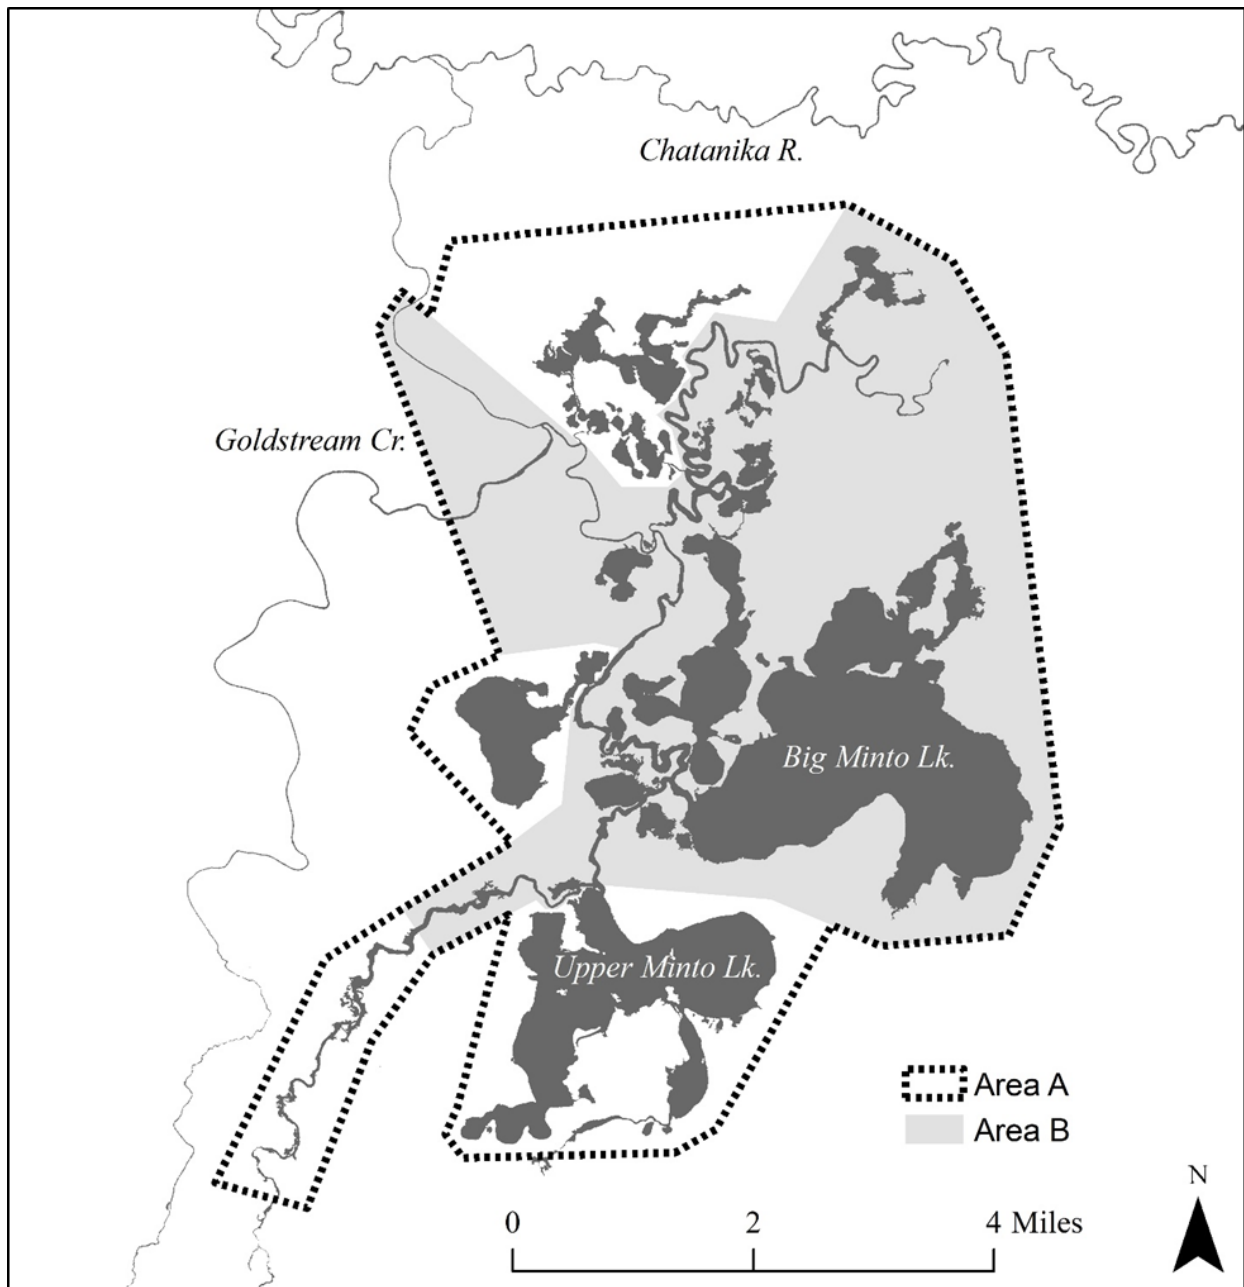 Chatanika R.
Goldstream Cr.
Big Minto Lk.
Upper Minto Lk.
Area A
Area B
N
0 2 4 Miles